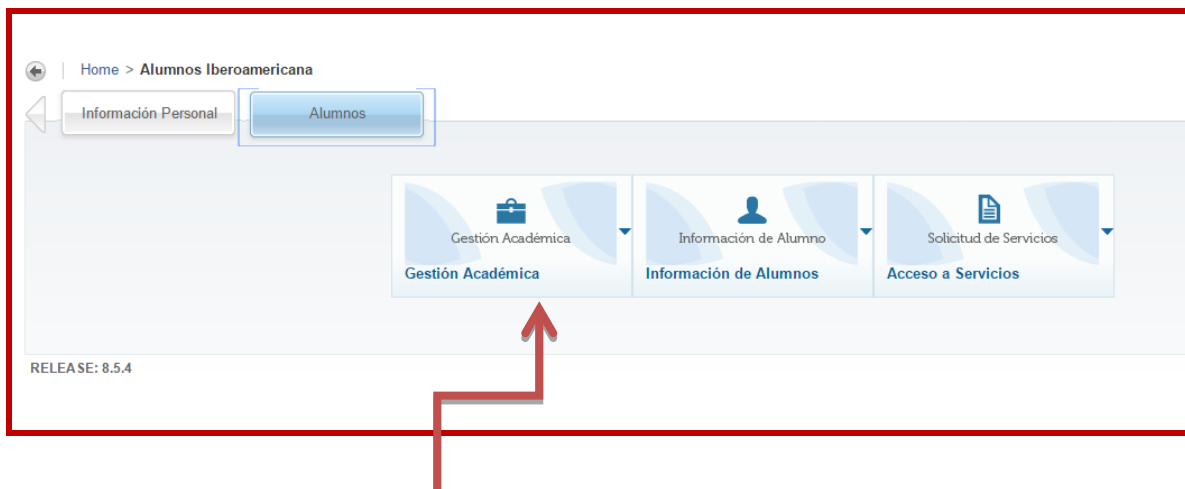 Home > Alumnos Iberoamericana
Información Personal
Alumnos
Gestión Académica
Información de Alumno
Solicitud de Servicios
Gestión Académica
Información de Alumnos
Acceso a Servicios
RELEASE: 8.5.4